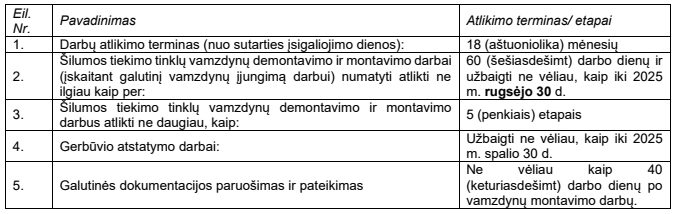 Eil. Nr. Pavadinimas Atlikimo terminas/ etapai
1. Darbų atlikimo terminas (nuo sutarties įsigaliojimo dienos): 18 (aštuoniolika) mėnesių
2. Šilumos tiekimo tinklų vamzdynų demontavimo ir montavimo darbai
(įskaitant galutinį vamzdynų įjungimą darbui) numatyti atlikti ne
ilgiau kaip per:
60 (šešiasdešimt) darbo dienų ir
užbaigti ne vėliau, kaip iki 2025
m. rugsėjo 30 d.
3. Šilumos tiekimo tinklų vamzdynų demontavimo ir montavimo
darbus atlikti ne daugiau, kaip:
5 (penkiais) etapais
4. Gerbūvio atstatymo darbai:
Užbaigti ne vėliau, kaip iki 2025
m. spalio 30 d.
5. Galutinės dokumentacijos paruošimas ir pateikimas
Ne vėliau kaip 40
(keturiasdešimt) darbo dienų po
vamzdynų montavimo darbų.